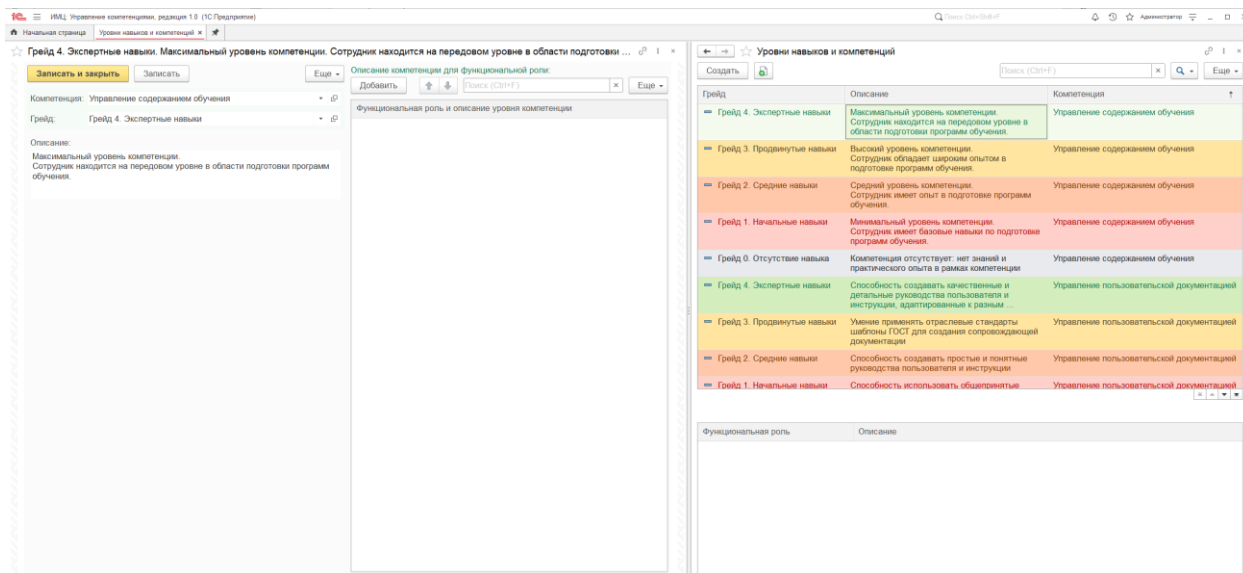 1С ИМЦ: Управление компетенциями, редакция 1.0 (1С:Предприятие) Поиск Ctrl+Shift+F Администратор
Начальная страница Уровни навыков и компетенций ×
Грейд 4. Экспертные навыки. Максимальный уровень компетенции. Сотрудник находится на передовом уровне в области подготовки ...
Записать и закрыть Записать Еще
Компетенция: Управление содержанием обучения
Грейд: Грейд 4. Экспертные навыки
Описание:
Максимальный уровень компетенции.
Сотрудник находится на передовом уровне в области подготовки программ
обучения.
Описание компетенции для функциональной роли:
Добавить Поиск (Ctrl+F) × Еще
Функциональная роль и описание уровня компетенции
Уровни навыков и компетенций
Создать Поиск (Ctrl+F) × Еще
Грейд Описание Компетенция
Грейд 4. Экспертные навыки Максимальный уровень компетенции. Управление содержанием обучения
Сотрудник находится на передовом уровне в
области подготовки программ обучения.
Грейд 3. Продвинутые навыки Высокий уровень компетенции. Управление содержанием обучения
Сотрудник обладает широким опытом в
подготовке программ обучения.
Грейд 2. Средние навыки Средний уровень компетенции. Управление содержанием обучения
Сотрудник имеет опыт в подготовке программ
обучения.
Грейд 1. Начальные навыки Минимальный уровень компетенции. Управление содержанием обучения
Сотрудник имеет базовые навыки по подготовке
программ обучения.
Грейд 0. Отсутствие навыка Компетенция отсутствует: нет знаний и Управление содержанием обучения
практического опыта в рамках компетенции
Грейд 4. Экспертные навыки Способность создавать качественные и Управление пользовательской документацией
детальные руководства пользователя и
инструкции, адаптированные к разным ...
Грейд 3. Продвинутые навыки Умение применять отраслевые стандарты Управление пользовательской документацией
шаблоны ГОСТ для создания сопровождающей
документации
Грейд 2. Средние навыки Способность создавать простые и понятные Управление пользовательской документацией
руководства пользователя и инструкции
Грейд 1. Начальные навыки Способность использовать общепринятые Управление пользовательской документацией
Функциональная роль Описание